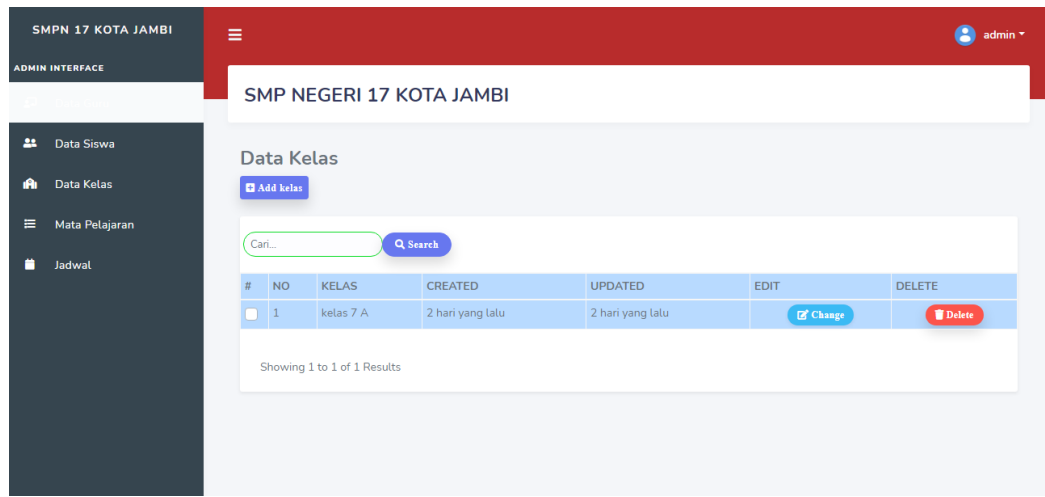 SMPN 17 KOTA JAMBI
admin
ADMIN INTERFACE
SMP NEGERI 17 KOTA JAMBI
Data Siswa
Data Kelas
Mata Pelajaran
Jadwal
Data Kelas
Add kelas
Cari... Search
# NO KELAS CREATED UPDATED EDIT DELETE
1 kelas 7 A 2 hari yang lalu 2 hari yang lalu Change Delete
Showing 1 to 1 of 1 Results